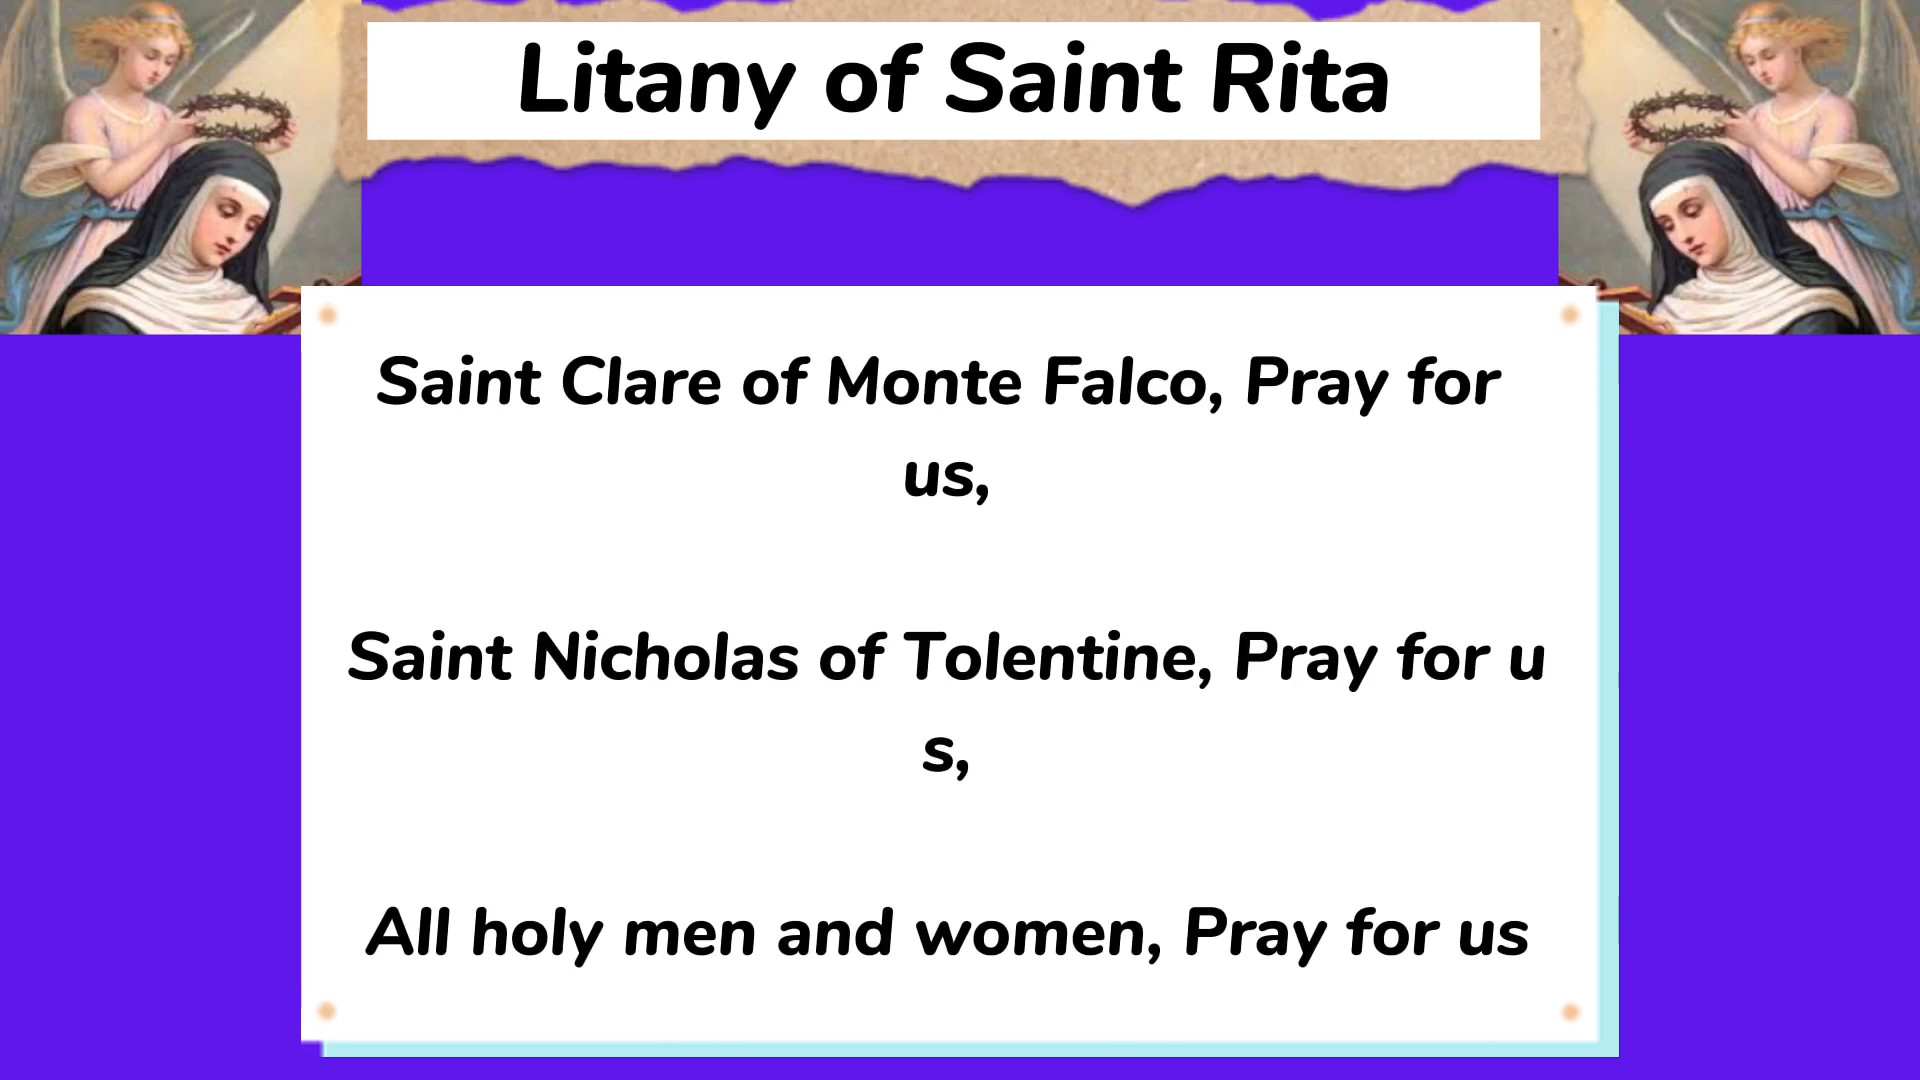 Litany of Saint Rita
Saint Clare of Monte Falco, Pray for
us,
Saint Nicholas of Tolentine, Pray for u
s,
All holy men and women, Pray for us